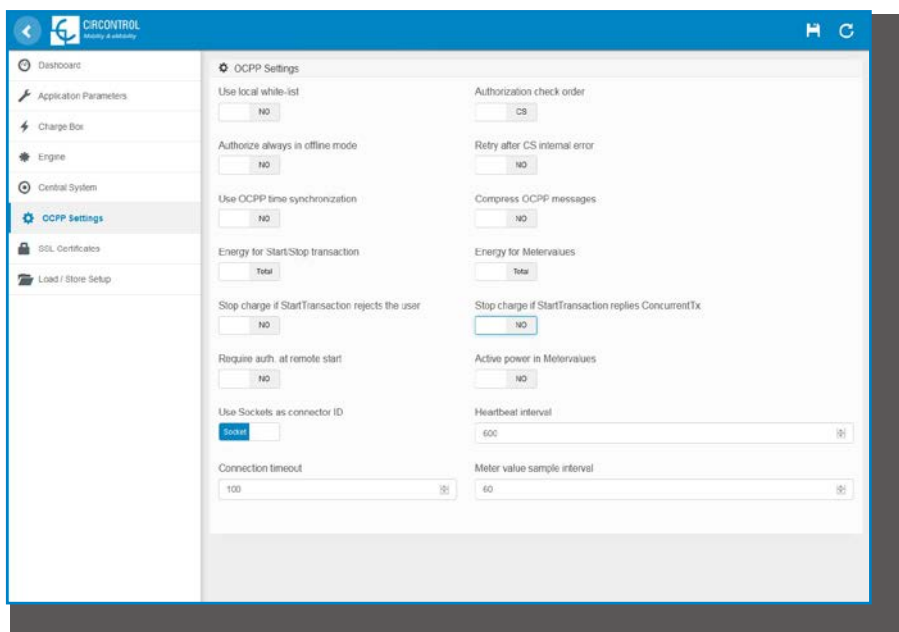 CIRCONTROL
Mobility & eMobility
Dashboard
Application Parameters
Charge Box
Engine
Central System
OCPP Settings
SSL Certificates
Load / Store Setup
OCPP Settings
Use local white-list
NO
Authorization check order
CS
Authorize always in offline mode
NO
Retry after CS internal error
NO
Use OCPP time synchronization
NO
Compress OCPP messages
NO
Energy for Start/Stop transaction
Total
Energy for Metervalues
Total
Stop charge if StartTransaction rejects the user
NO
Stop charge if StartTransaction replies ConcurrentTx
NO
Require auth. at remote start
NO
Active power in Metervalues
NO
Use Sockets as connector ID
Socket
Heartbeat interval
600
Connection timeout
100
Meter value sample interval
60